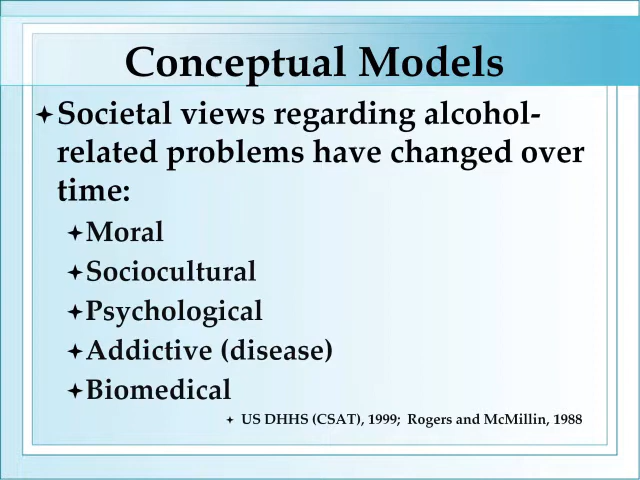 Conceptual Models
Societal views regarding alcohol-
related problems have changed over
time:
Moral
Sociocultural
Psychological
Addictive (disease)
Biomedical
US DHHS (CSAT), 1999; Rogers and McMillin, 1988